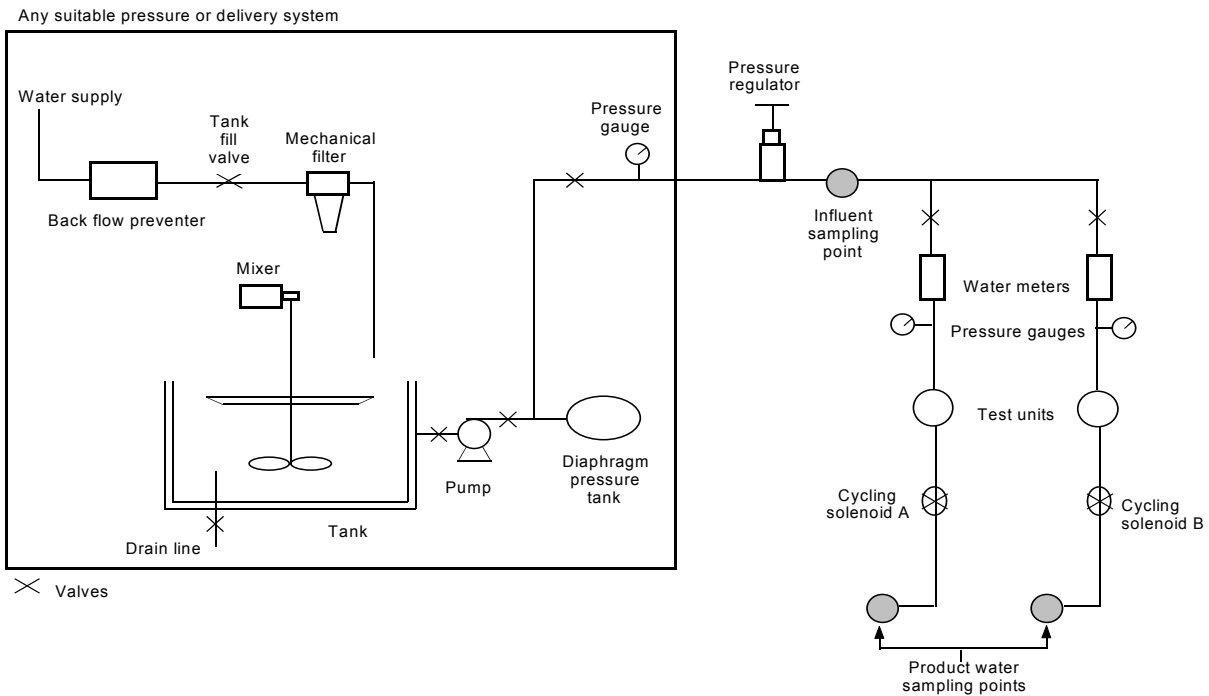 Any suitable pressure or delivery system
Water supply
Tank
fill
valve
Mechanical
filter
Back flow preventer
Mixer
Pressure
gauge
Pressure
regulator
Influent
sampling
point
Water meters
Pressure gauges
Test units
Diaphragm
pressure
tank
Pump
Tank
Drain line
Cycling
solenoid A
Cycling
solenoid B
Valves
Product water
sampling points